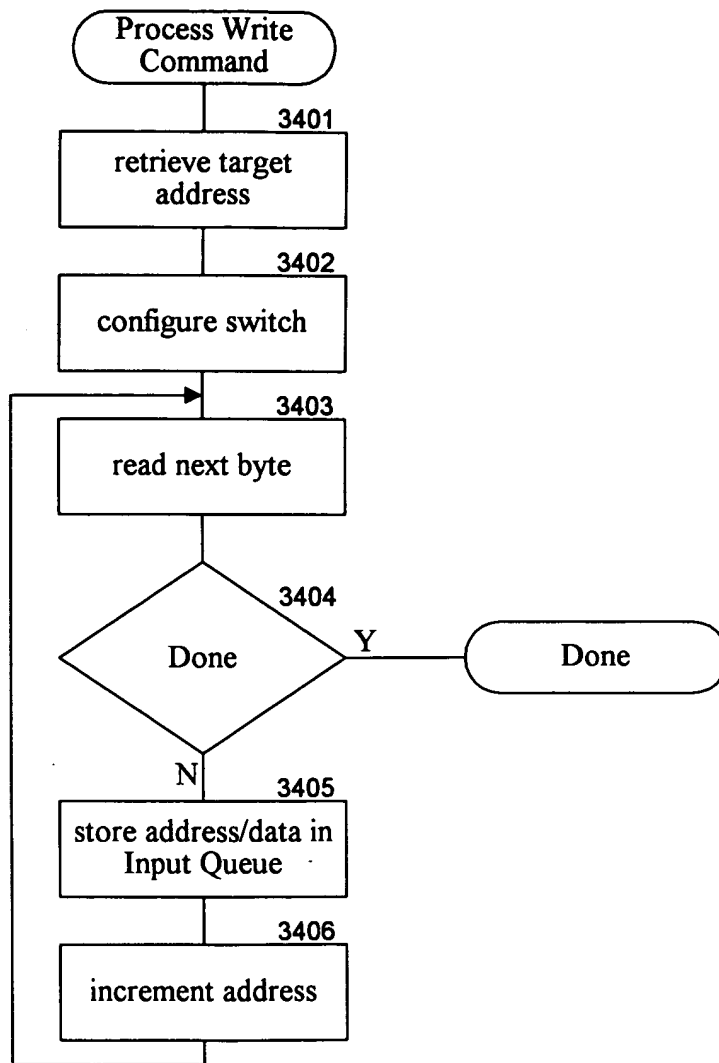 Process Write
Command
3401
retrieve target
address
3402
configure switch
3403
read next byte
3404
Done
Y
Done
N
3405
store address/data in
Input Queue
3406
increment address